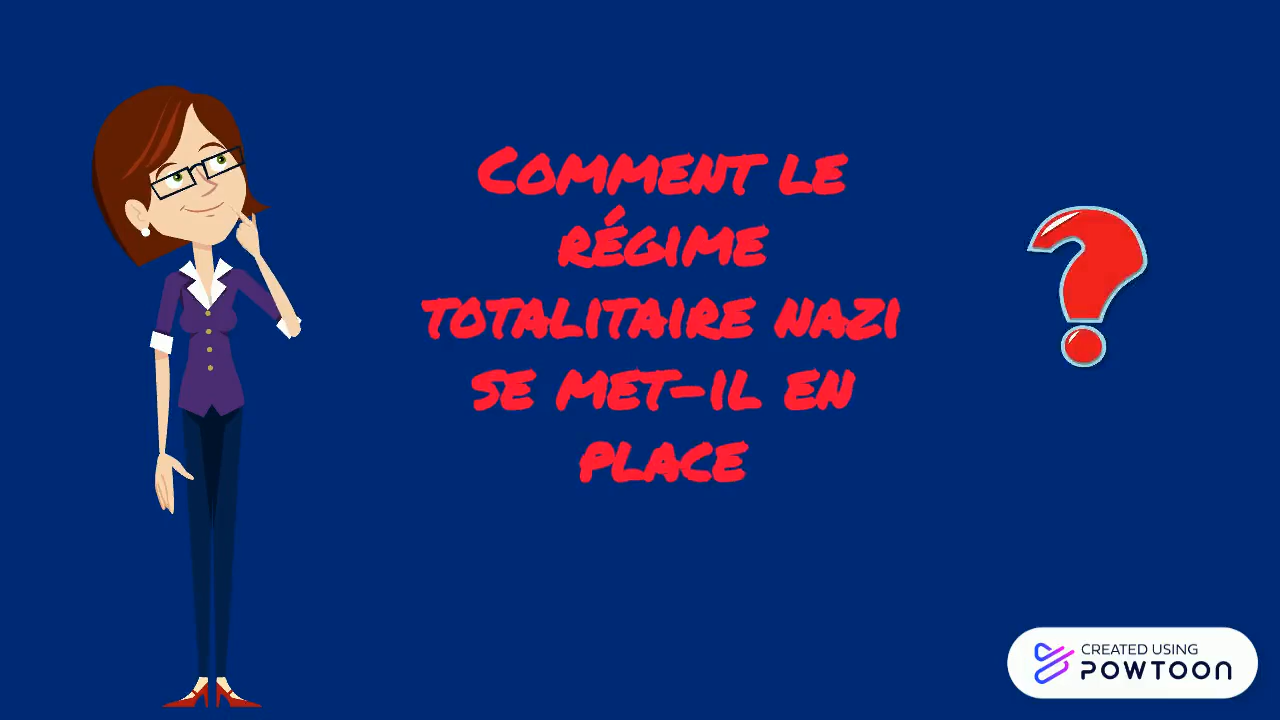 Comment le
régime
totalitaire nazi
se met-il en
place
?
CREATED USING
POWTOON